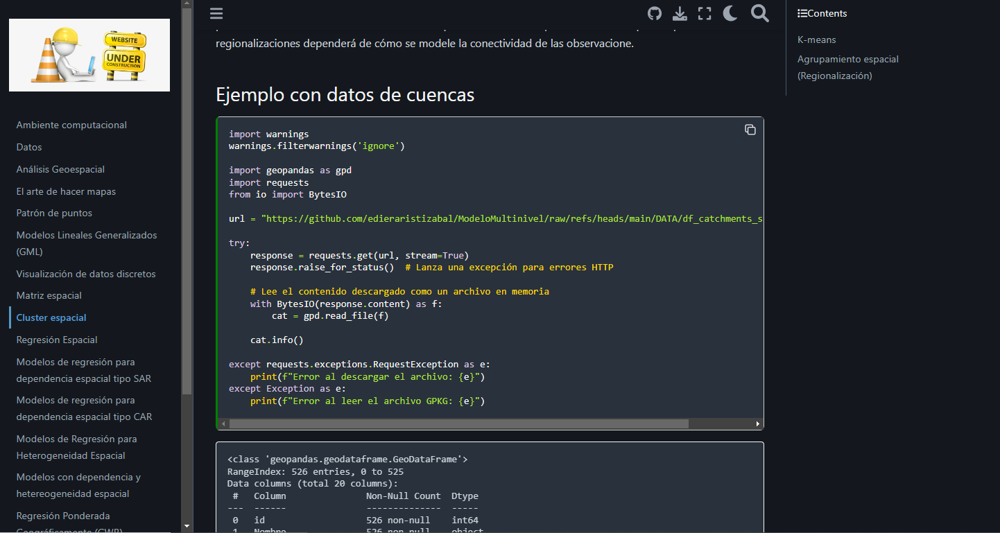 WEBSITE
UNDER
CONSTRUCTION
Ambiente computacional
Datos
Análisis Geoespacial
El arte de hacer mapas
Patrón de puntos
Modelos Lineales Generalizados
(GML)
Visualización de datos discretos
Matriz espacial
Cluster espacial
Regresión Espacial
Modelos de regresión para
dependencia espacial tipo SAR
Modelos de regresión para
dependencia espacial tipo CAR
Modelos de Regresión para
Heterogeneidad Espacial
Modelos con dependencia y
hetereogeneidad espacial
Regresión Ponderada
Geográficamente (GWR)
regionalizaciones dependerá de cómo se modele la conectividad de las observacione.
Ejemplo con datos de cuencas
import warnings
warnings.filterwarnings('ignore')
import geopandas as gpd
import requests
from io import BytesIO
url = "https://github.com/edieraristizabal/ModeloMultinivel/raw/refs/heads/main/DATA/df_catchments_s
try:
    response = requests.get(url, stream=True)
    response.raise_for_status()  # Lanza una excepción para errores HTTP
    # Lee el contenido descargado como un archivo en memoria
    with BytesIO(response.content) as f:
        cat = gpd.read_file(f)
    cat.info()
except requests.exceptions.RequestException as e:
    print(f"Error al descargar el archivo: {e}")
except Exception as e:
    print(f"Error al leer el archivo GPKG: {e}")
<class 'geopandas.geodataframe.GeoDataFrame'>
RangeIndex: 526 entries, 0 to 525
Data columns (total 20 columns):
 #   Column               Non-Null Count  Dtype
---  ------               --------------  -----
 0   id                   526 non-null    int64
 1   Nombre               526 non-null    object
Contents
K-means
Agrupamiento espacial
(Regionalización)